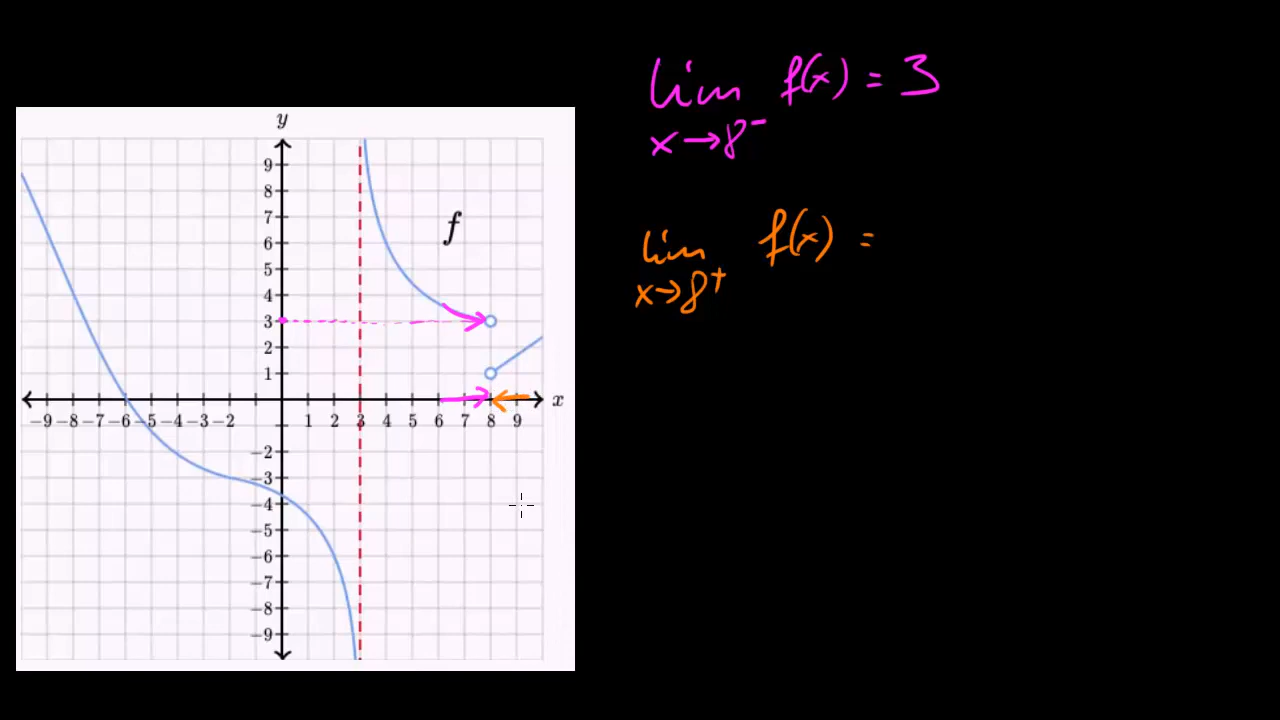 lim f(x) = 3
x→8⁻
lim f(x) =
x→8⁺
y
9
8
7
6
5
4
3
2
1
f
x
−9 −8 −7 −6 −5 −4 −3 −2 1 2 3 4 5 6 7 8 9
−2
−3
−4
−5
−6
−7
−8
−9